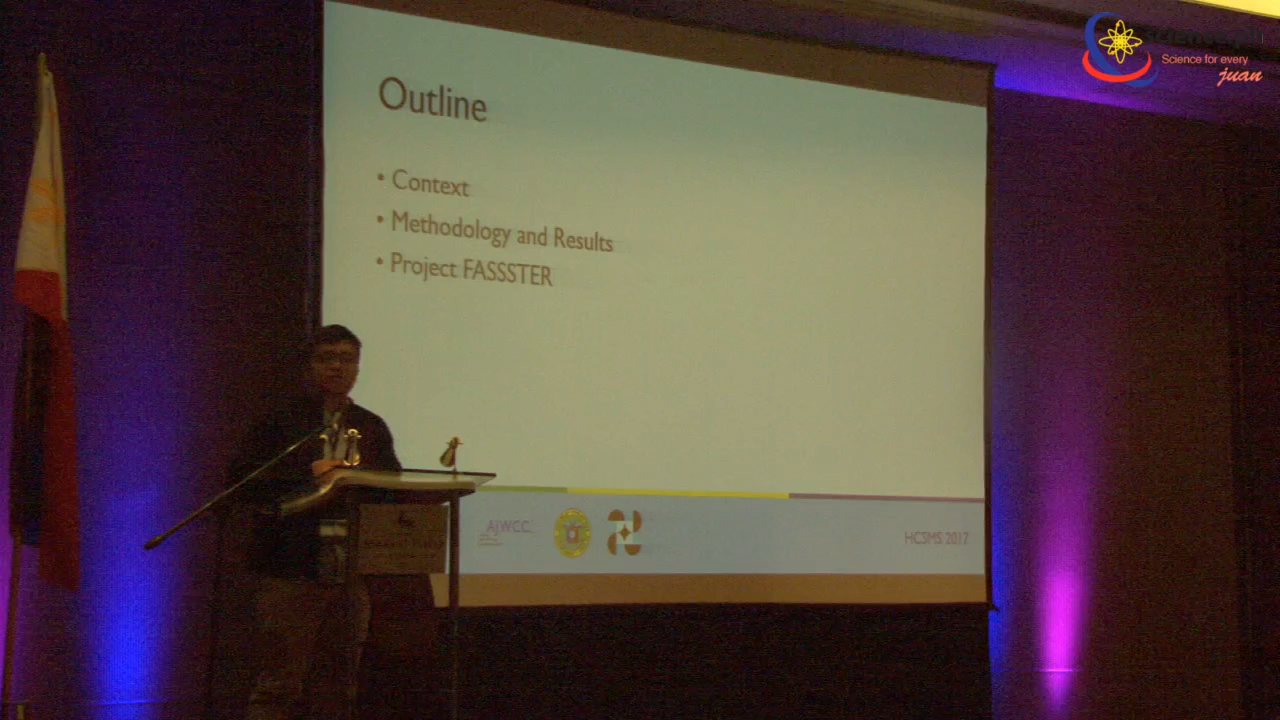 Science for every
juan
Outline
• Context
• Methodology and Results
• Project FASSSTER
AJWCC
HCSMS 2017